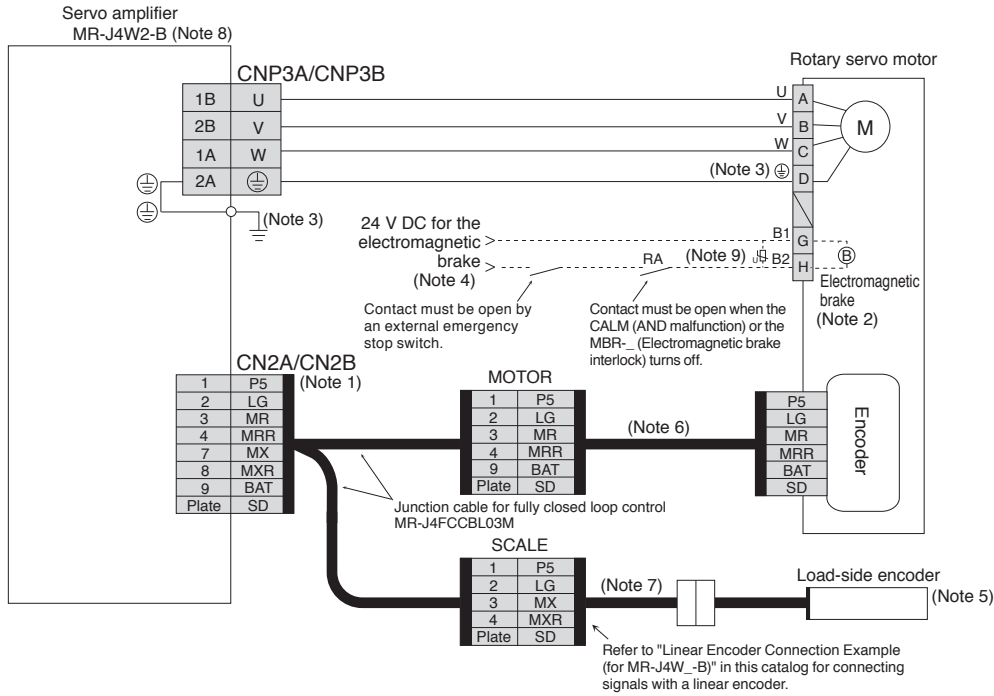 Servo amplifier
MR-J4W2-B (Note 8)
CNP3A/CNP3B
1B U
2B V
1A W
2A
(Note 3)
Rotary servo motor
U A
V B
W C
(Note 3) D
M
24 V DC for the
electromagnetic
brake
(Note 4)
RA
(Note 9)
U
B1 G
B2 H
B
Electromagnetic
brake
(Note 2)
Contact must be open by
an external emergency
stop switch.
Contact must be open when the
CALM (AND malfunction) or the
MBR-_ (Electromagnetic brake
interlock) turns off.
CN2A/CN2B
(Note 1)
1 P5
2 LG
3 MR
4 MRR
7 MX
8 MXR
9 BAT
Plate SD
MOTOR
1 P5
2 LG
3 MR
4 MRR
9 BAT
Plate SD
(Note 6)
P5
LG
MR
MRR
BAT
SD
Encoder
Junction cable for fully closed loop control
MR-J4FCCBL03M
SCALE
1 P5
2 LG
3 MX
4 MXR
Plate SD
(Note 7)
Load-side encoder
(Note 5)
Refer to "Linear Encoder Connection Example
(for MR-J4W_-B)" in this catalog for connecting
signals with a linear encoder.